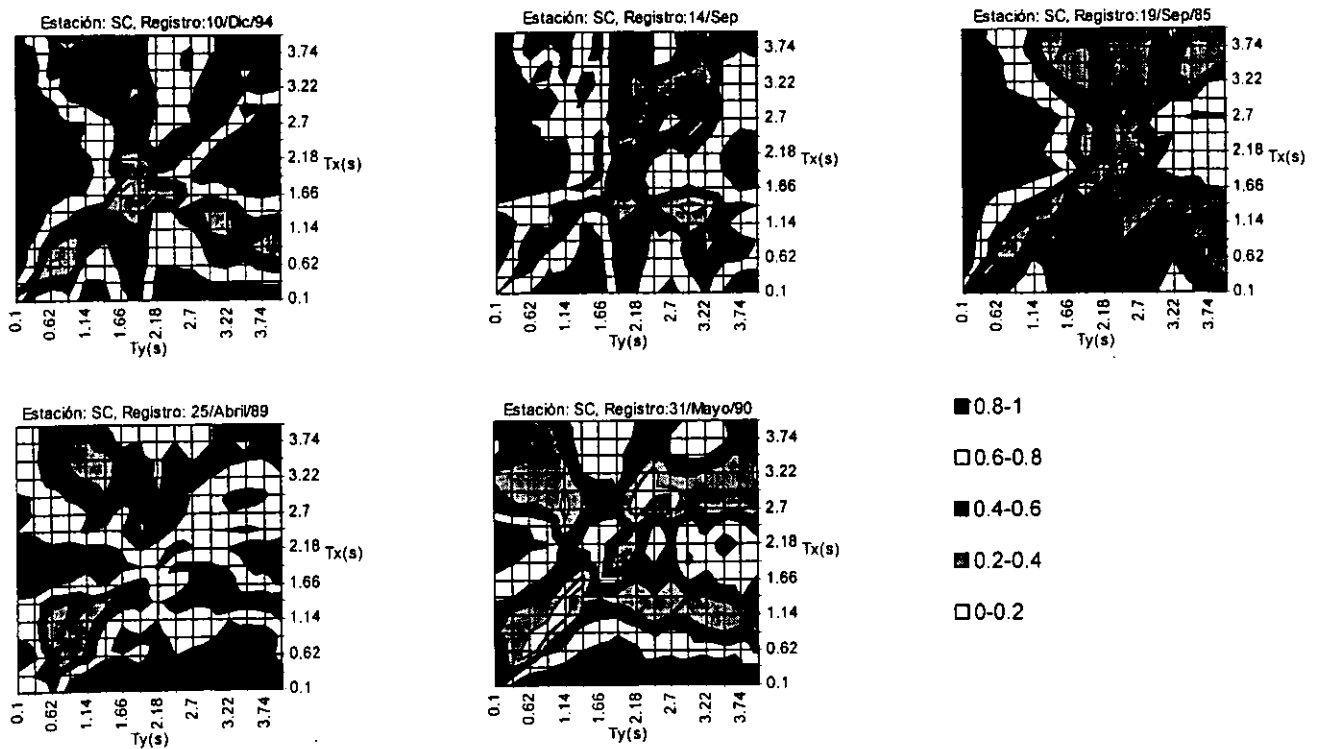 Estación: SC, Registro:10/Dic/94
3.74
3.22
2.7
2.18 Tx(s)
1.66
1.14
0.62
0.1
0.1 0.62 1.14 1.66 2.18 2.7 3.22 3.74
Ty(s)
Estación: SC, Registro:14/Sep
3.74
3.22
2.7
2.18 Tx(s)
1.66
1.14
0.62
0.1
0.1 0.62 1.14 1.66 2.18 2.7 3.22 3.74
Ty(s)
Estación: SC, Registro:19/Sep/85
3.74
3.22
2.7
2.18 Tx(s)
1.66
1.14
0.62
0.1
0.1 0.62 1.14 1.66 2.18 2.7 3.22 3.74
Ty(s)
Estación: SC, Registro: 25/Abril/89
3.74
3.22
2.7
2.18 Tx(s)
1.66
1.14
0.62
0.1
0.1 0.62 1.14 1.66 2.18 2.7 3.22 3.74
Ty(s)
Estación: SC, Registro:31/Mayo/90
3.74
3.22
2.7
2.18 Tx(s)
1.66
1.14
0.62
0.1
0.1 0.62 1.14 1.66 2.18 2.7 3.22 3.74
Ty(s)
0.8-1
0.6-0.8
0.4-0.6
0.2-0.4
0-0.2